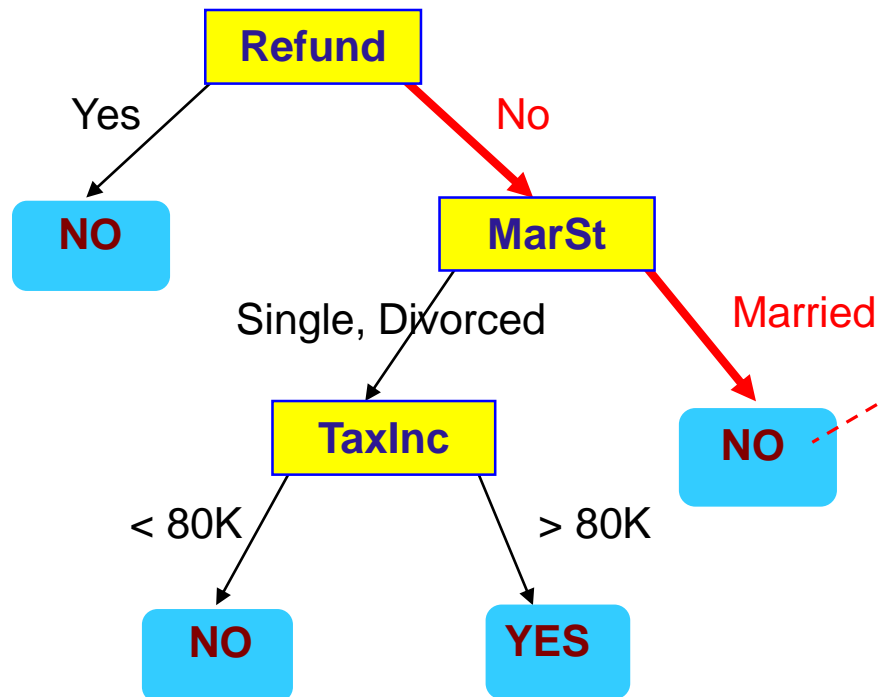 Refund
Yes
No
NO
MarSt
Single, Divorced
Married
TaxInc
NO
< 80K
> 80K
NO
YES